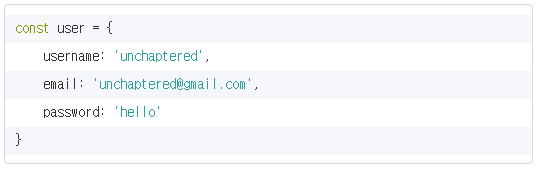 const user = {
    username: 'unchaptered',
    email: 'unchaptered@gmail.com',
    password: 'hello'
}